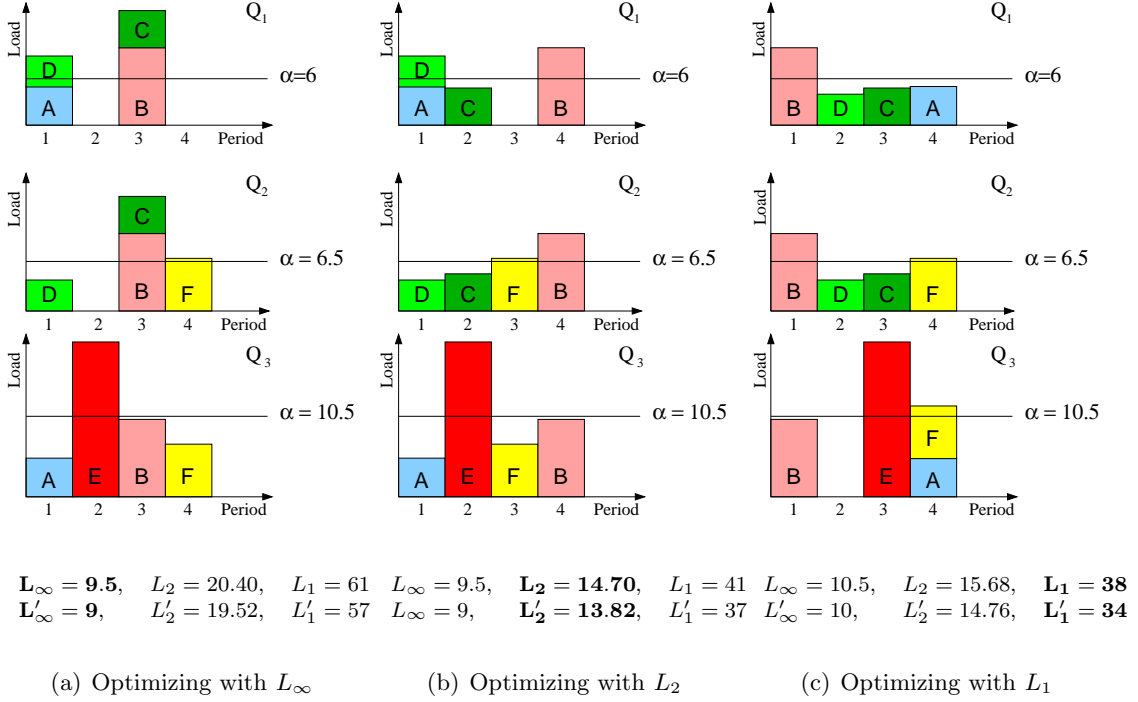 Load Q1 Load Q1 Load Q1
C
D α=6 α=6 α=6
D B
A B C B D C A
1 2 3 4 Period 1 2 3 4 Period 1 2 3 4 Period
Load Q2 Load Q2 Load Q2
C
α = 6.5 α = 6.5 α = 6.5
D B F D C F B B D C F
1 2 3 4 Period 1 2 3 4 Period 1 2 3 4 Period
Load Q3 Load Q3 Load Q3
α = 10.5 α = 10.5 α = 10.5
F
A E B F A E F B B E A
1 2 3 4 Period 1 2 3 4 Period 1 2 3 4 Period
L∞ = 9.5, L2 = 20.40, L1 = 61 L∞ = 9.5, L2 = 14.70, L1 = 41 L∞ = 10.5, L2 = 15.68, L1 = 38
L′∞ = 9, L′2 = 19.52, L′1 = 57 L∞ = 9, L′2 = 13.82, L′1 = 37 L′∞ = 10, L′2 = 14.76, L′1 = 34
(a) Optimizing with L∞ (b) Optimizing with L2 (c) Optimizing with L1